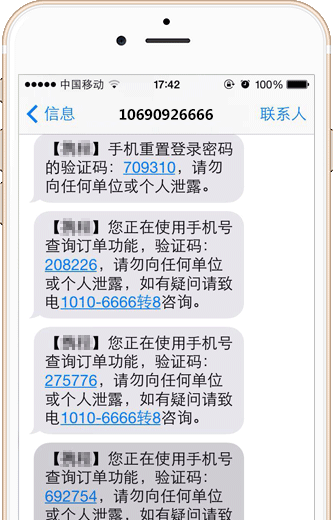 中国移动 17:42 100%
信息 10690926666 联系人
【】手机重置登录密码
的验证码：709310，请勿
向任何单位或个人泄露。
【】您正在使用手机号
查询订单功能，验证码：
208226，请勿向任何单位
或个人泄露，如有疑问请致
电1010-6666转8咨询。
【】您正在使用手机号
查询订单功能，验证码：
275776，请勿向任何单位
或个人泄露，如有疑问请致
电1010-6666转8咨询。
【】您正在使用手机号
查询订单功能，验证码：
692754，请勿向任何单位
或个人泄露，如有疑问请致